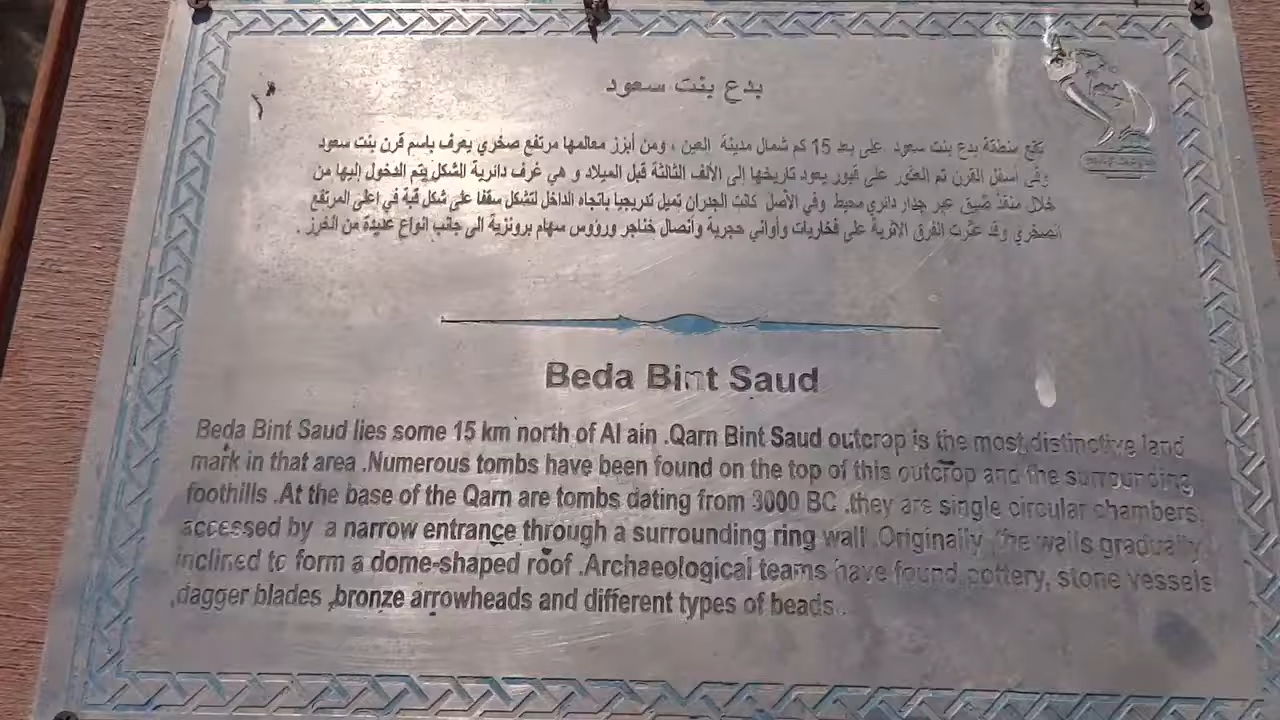 بدع بنت سعود
تقع منطقة بدع بنت سعود على بعد 15 كم شمال مدينة العين ، ومن أبرز معالمها مرتفع صخري يعرف باسم قرن بنت سعود
وفى أسفل القرن تم العثور على قبور يعود تاريخها إلى الألف الثالثة قبل الميلاد و هي غرف دائرية الشكل يتم الدخول إليها من
خلال منفذ ضيق عبر جدار دائري محيط وفي الأصل كانت الجدران تميل تدريجيا باتجاه الداخل لتشكل سقفا على شكل قبة في اعلى المرتفع
الصخري وقد عثرت الفرق الاثرية على فخاريات وأواني حجرية وأنصال خناجر ورؤوس سهام برونزية الى جانب انواع عديدة من الخرز .
Beda Bint Saud
Beda Bint Saud lies some 15 km north of Al ain .Qarn Bint Saud outcrop is the most distinctive land
mark in that area .Numerous tombs have been found on the top of this outcrop and the surrounding
foothills .At the base of the Qarn are tombs dating from 3000 BC .they are single circular chambers,
accessed by a narrow entrance through a surrounding ring wall .Originally the walls gradually
inclined to form a dome-shaped roof .Archaeological teams have found pottery, stone vessels
,dagger blades ,bronze arrowheads and different types of beads..